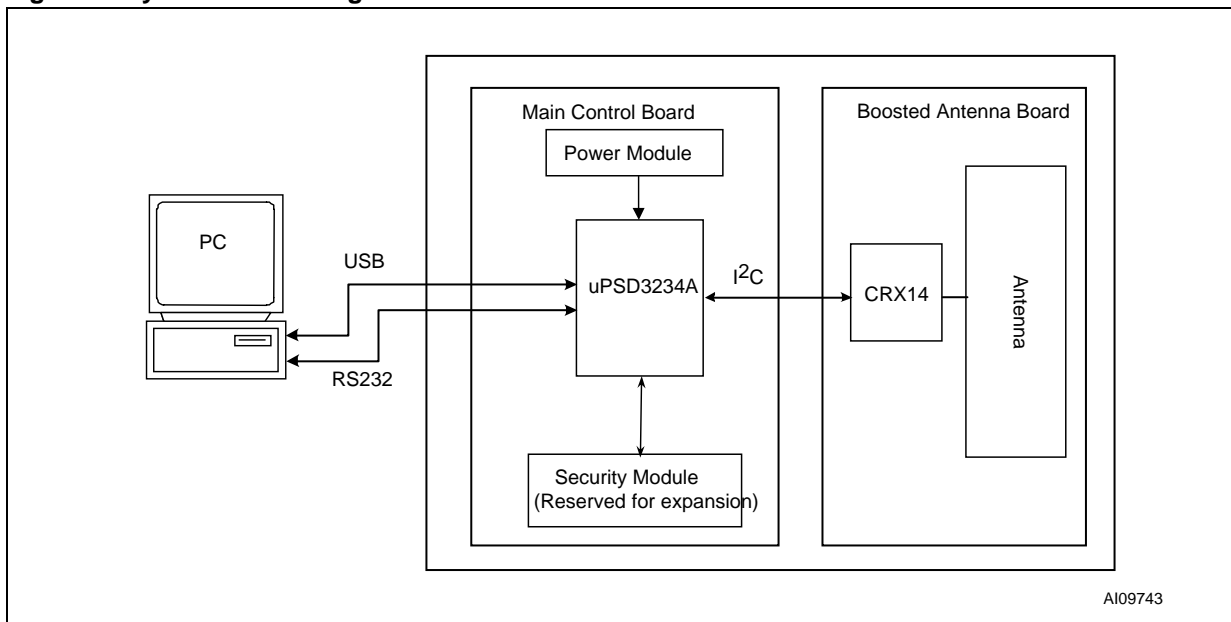 Main Control Board
Boosted Antenna Board
Power Module
PC
USB
uPSD3234A
I2C
CRX14
Antenna
RS232
Security Module
(Reserved for expansion)
AI09743